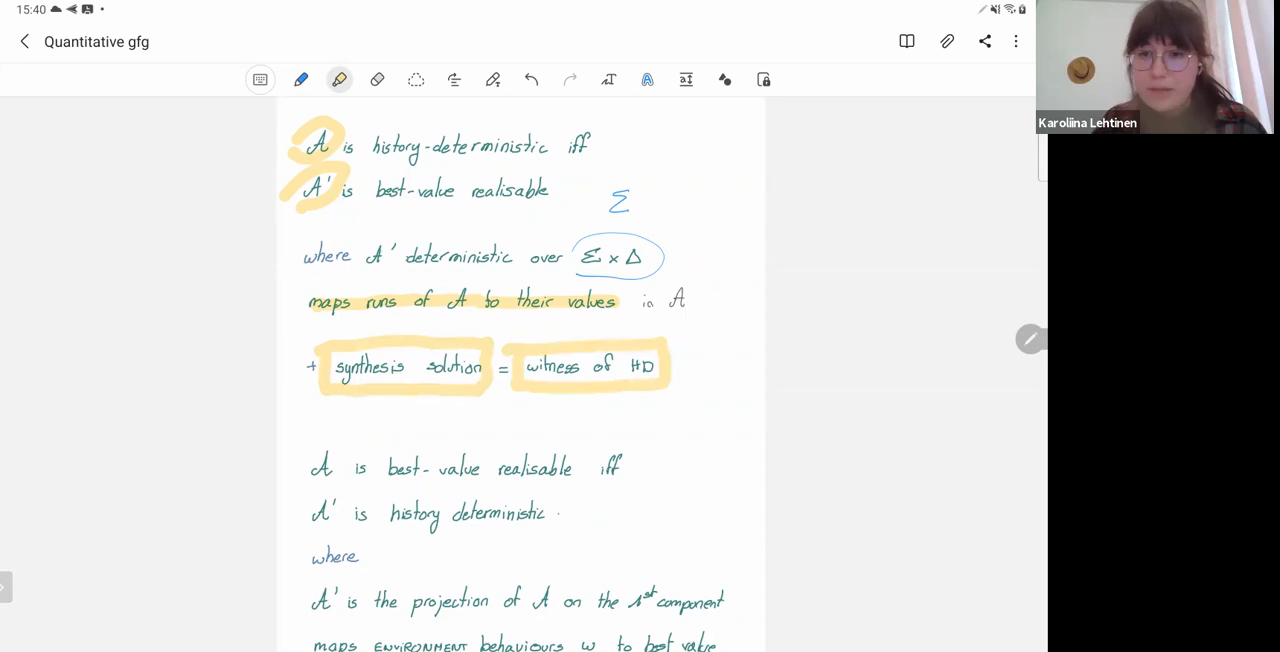 15:40
Quantitative gfg
Karoliina Lehtinen
A is history-deterministic iff
A' is best-value realisable
Σ
where A' deterministic over Σ × Δ
maps runs of A to their values in A
+ synthesis solution = witness of HD
A is best-value realisable iff
A' is history deterministic.
where
A' is the projection of A on the 1st component
maps ENVIRONMENT behaviours w to best value